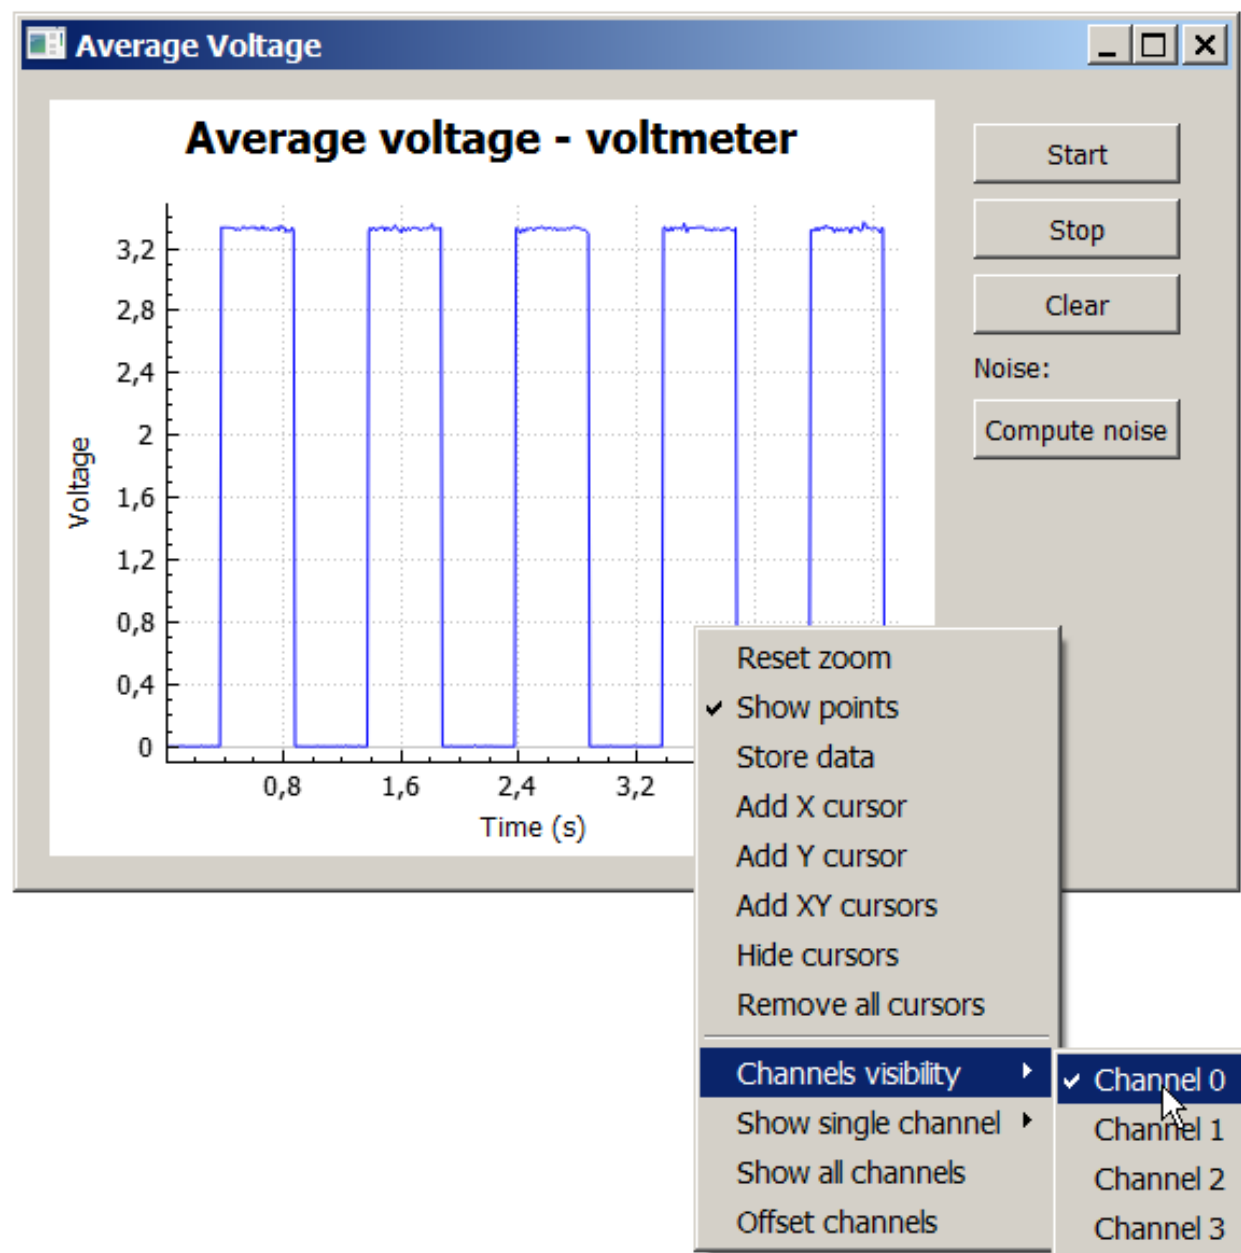 Average Voltage
Average voltage - voltmeter
Start
Stop
Clear
Noise:
Compute noise
Voltage
3,2
2,8
2,4
2
1,6
1,2
0,8
0,4
0
0,8 1,6 2,4 3,2
Time (s)
Reset zoom
Show points
Store data
Add X cursor
Add Y cursor
Add XY cursors
Hide cursors
Remove all cursors
Channels visibility
Show single channel
Show all channels
Offset channels
Channel 0
Channel 1
Channel 2
Channel 3